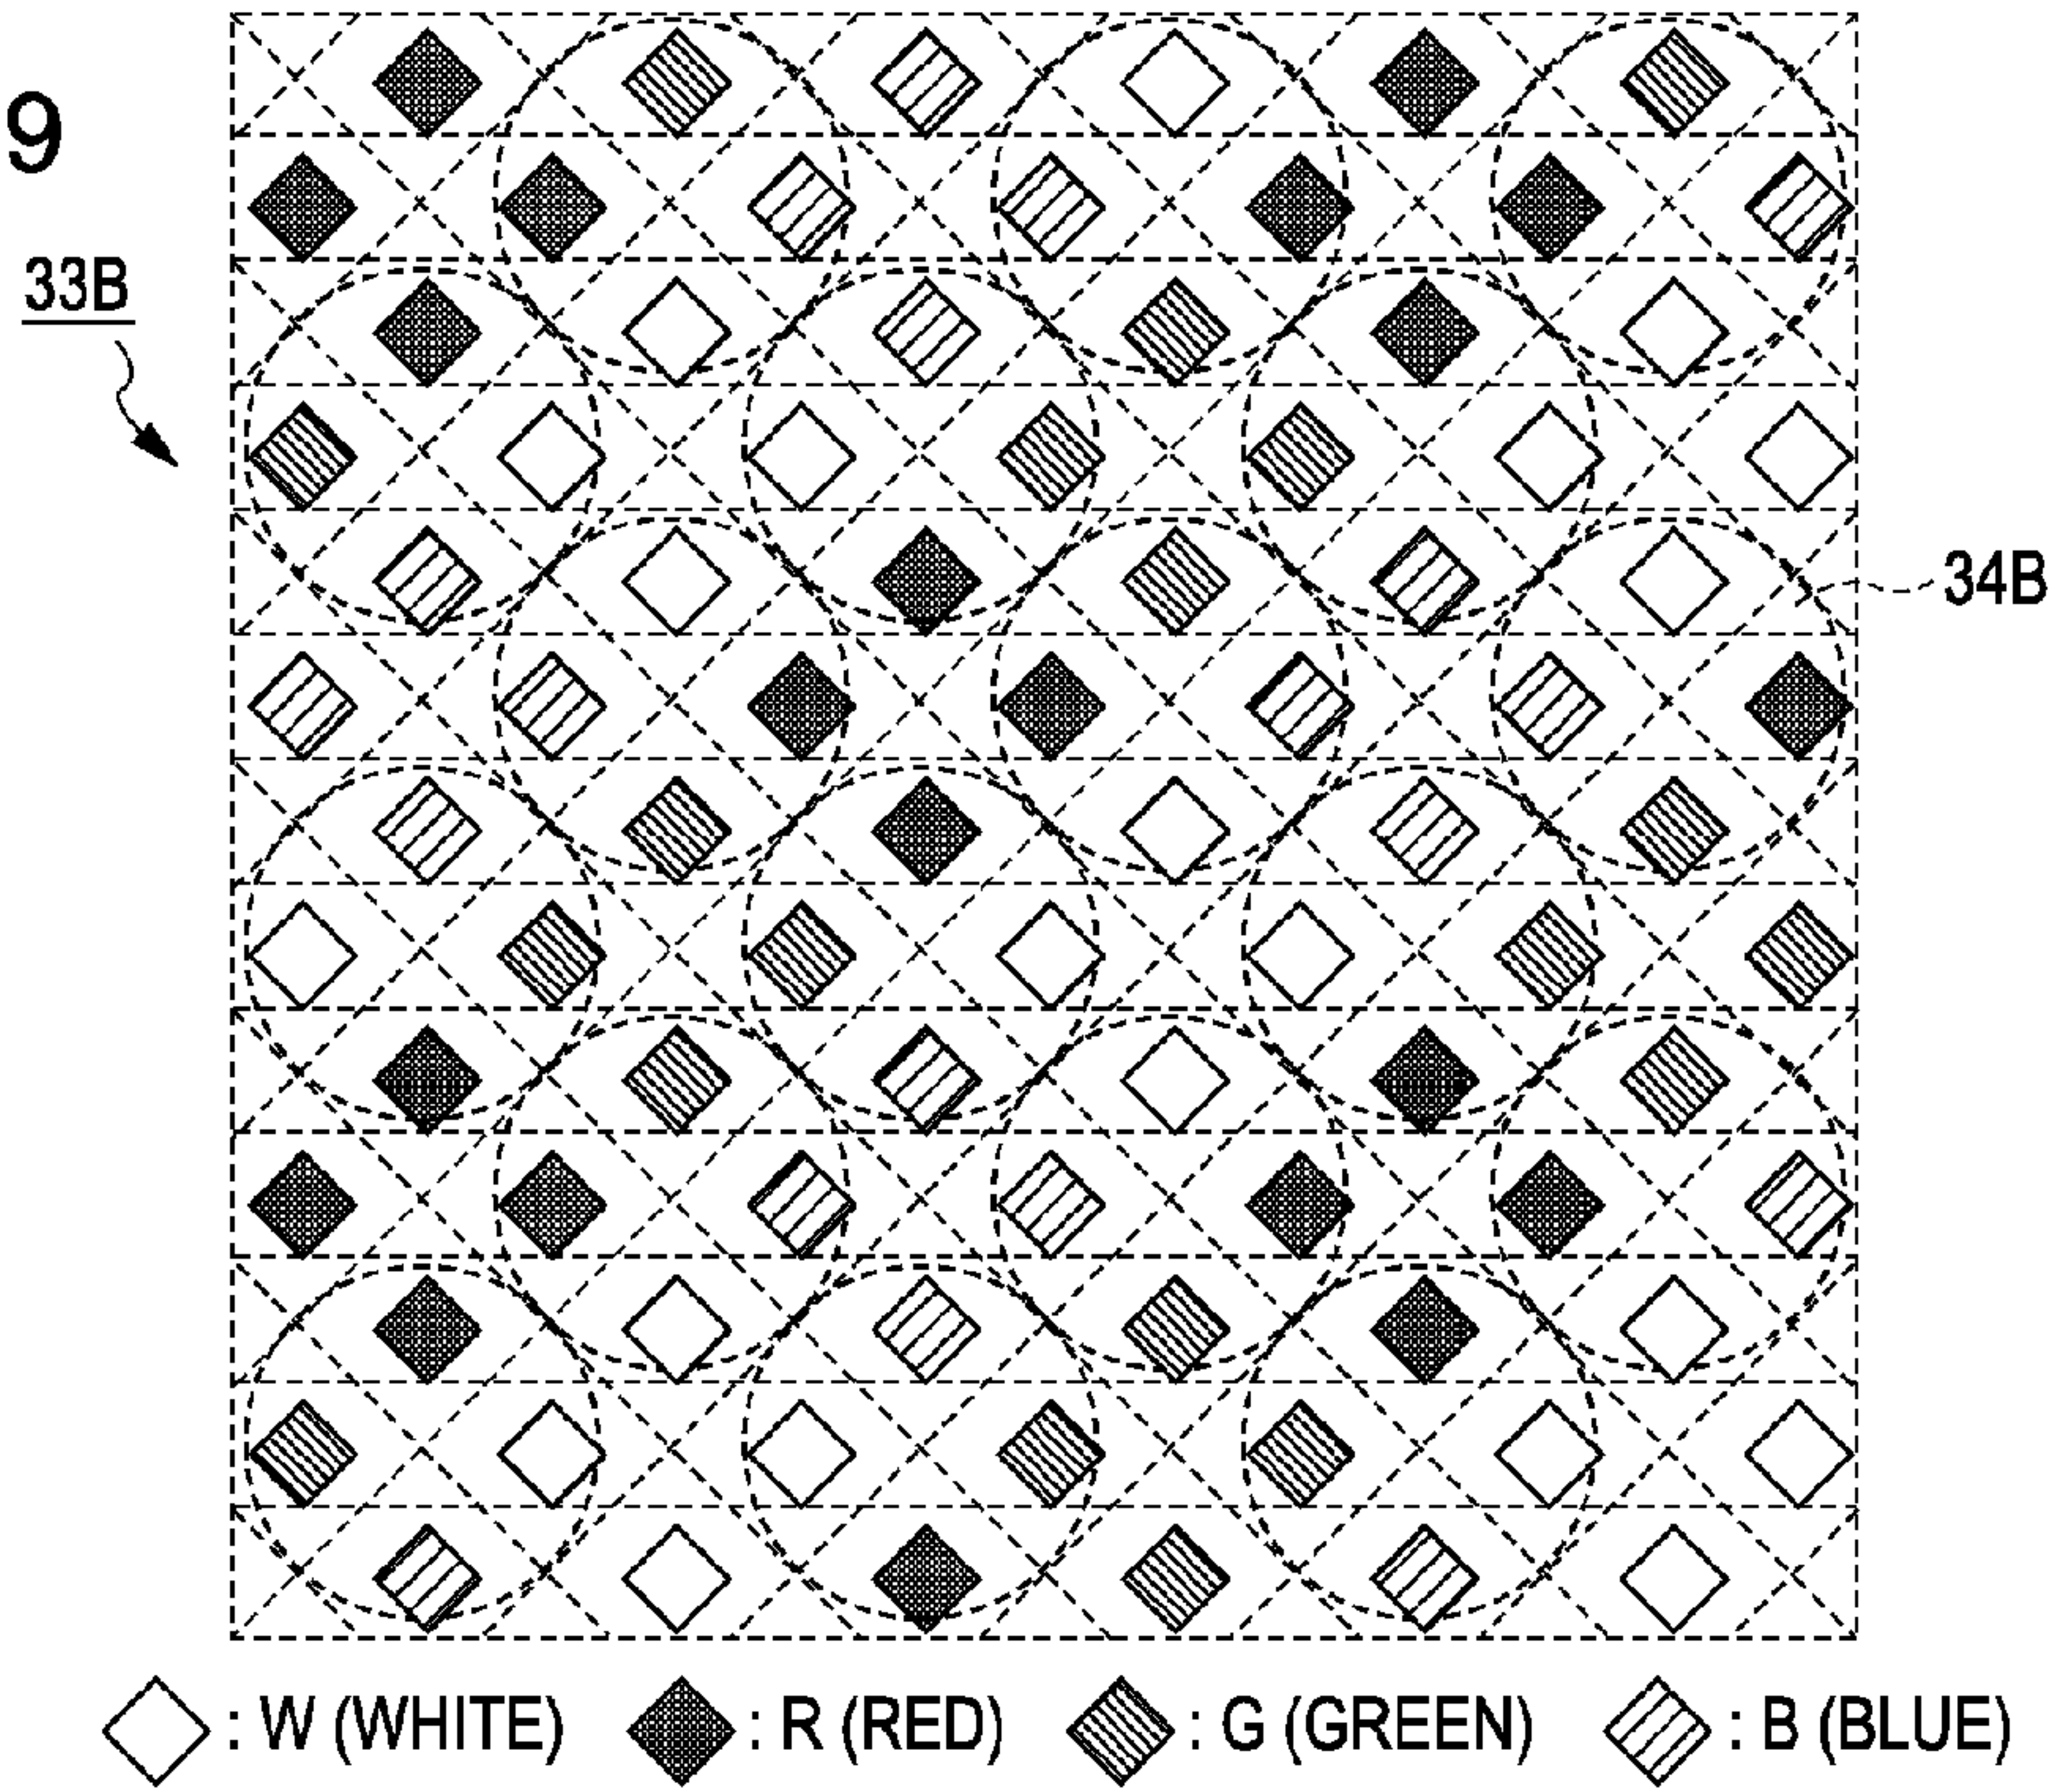 9
33B
34B
: W (WHITE) : R (RED) : G (GREEN) : B (BLUE)